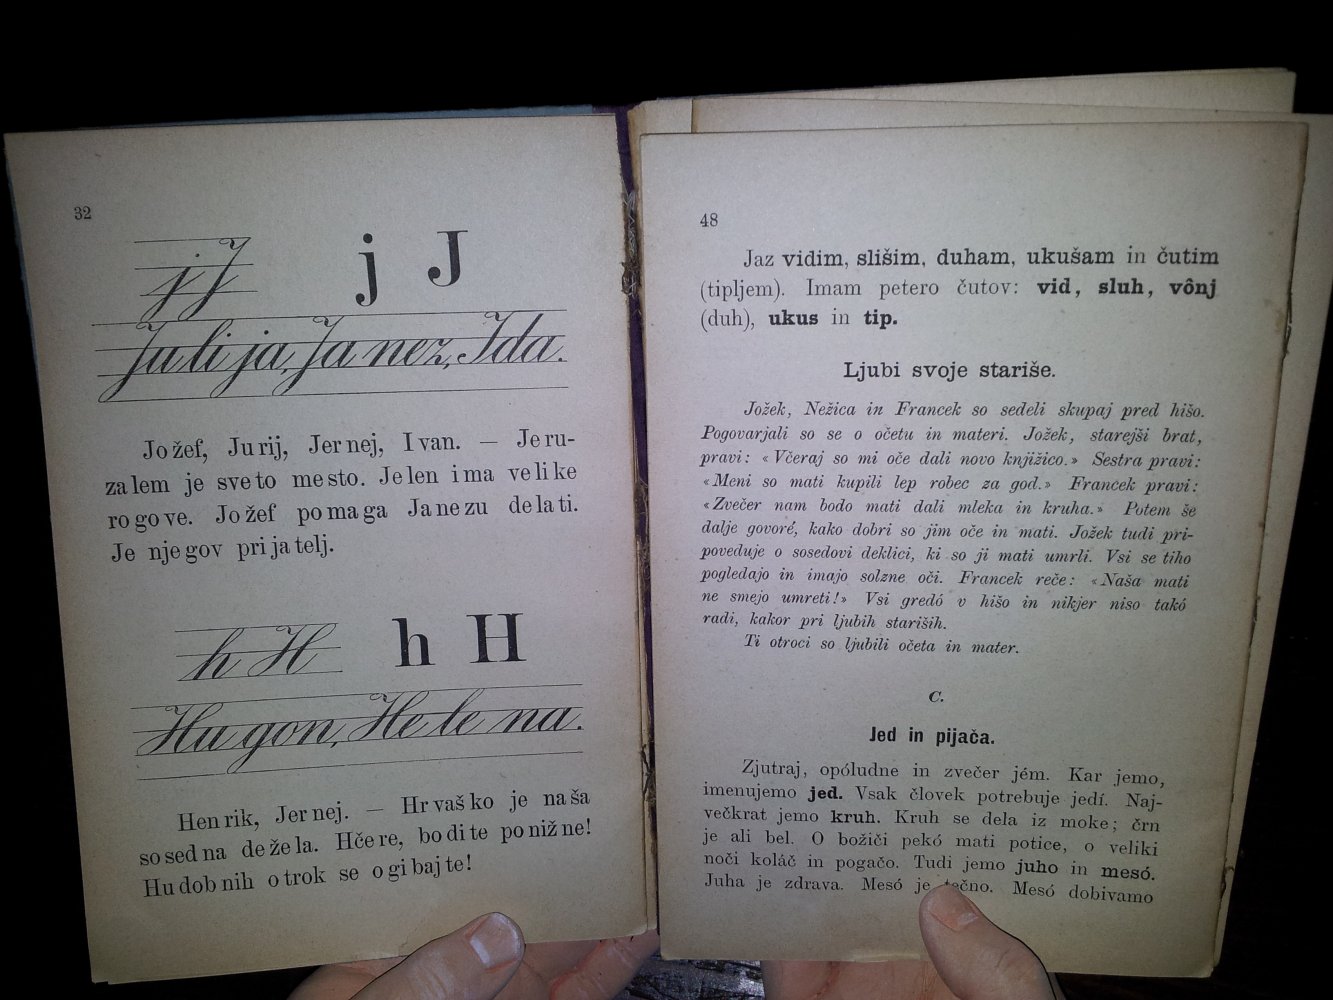 32
j J j J
Ju li ja, Ja nez, Ida.
Jo žef, Ju rij, Jer nej, I van. — Je ru-
za lem je sve to me sto. Je len i ma ve li ke
ro go ve. Jo žef po ma ga Ja ne zu de la ti.
Je nje gov pri ja telj.
h H h H
Hu gon, He le na.
Hen rik, Jer nej. — Hr vaš ko je na ša
so sed na de že la. Hče re, bo di te po niž ne!
Hu dob nih o trok se o gi baj te!
48
Jaz vidim, slišim, duham, ukušam in čutim
(tipljem). Imam petero čutov: vid, sluh, vônj
(duh), ukus in tip.
Ljubi svoje stariše.
Jožek, Nežica in Francek so sedeli skupaj pred hišo.
Pogovarjali so se o očetu in materi. Jožek, starejši brat,
pravi: «Včeraj so mi oče dali novo knjižico.» Sestra pravi:
«Meni so mati kupili lep robec za god.» Francek pravi:
«Zvečer nam bodo mati dali mleka in kruha.» Potem še
dalje govoré, kako dobri so jim oče in mati. Jožek tudi pri-
poveduje o sosedovi deklici, ki so ji mati umrli. Vsi se tiho
pogledajo in imajo solzne oči. Francek reče: «Naša mati
ne smejo umreti!» Vsi gredó v hišo in nikjer niso takó
radi, kakor pri ljubih stariših.
Ti otroci so ljubili očeta in mater.
C.
Jed in pijača.
Zjutraj, opóludne in zvečer jém. Kar jemo,
imenujemo jed. Vsak človek potrebuje jedí. Naj-
večkrat jemo kruh. Kruh se dela iz moke; črn
je ali bel. O božiči pekó mati potice, o veliki
noči koláč in pogačo. Tudi jemo juho in mesó.
Juha je zdrava. Mesó je tečno. Mesó dobivamo